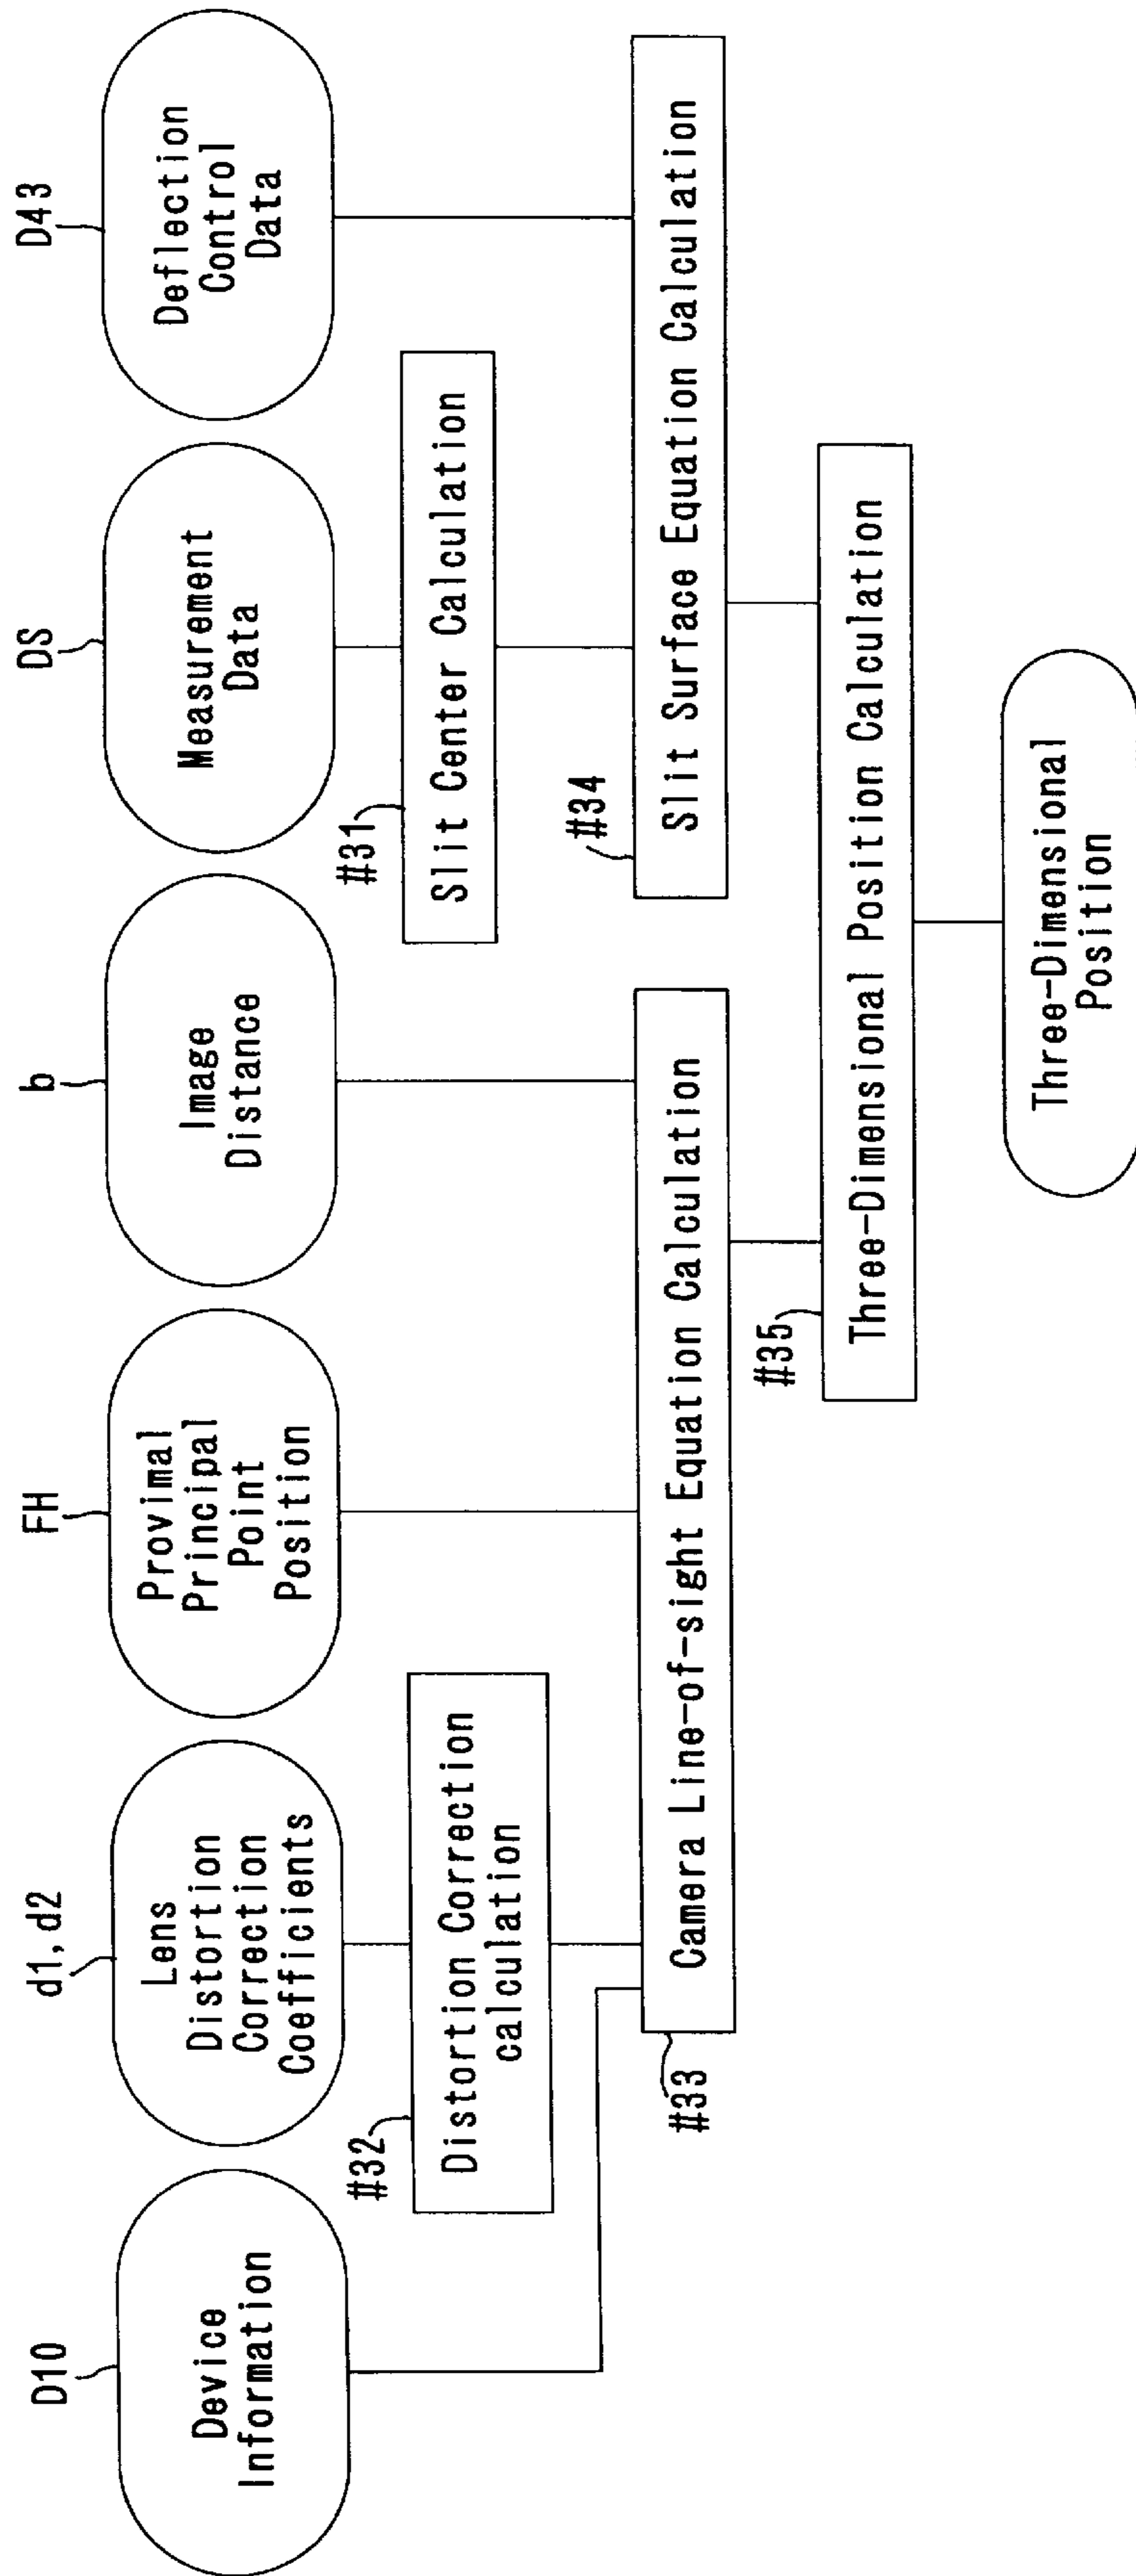 D10
Device
Information
d1, d2
Lens
Distortion
Correction
Coefficients
FH
Provimal
Principal
Point
Position
b
Image
Distance
DS
Measurement
Data
D43
Deflection
Control
Data
#32
Distortion Correction
calculation
#31
Slit Center Calculation
#33
Camera Line-of-sight Equation Calculation
#34
Slit Surface Equation Calculation
#35
Three-Dimensional Position Calculation
Three-Dimensional
Position